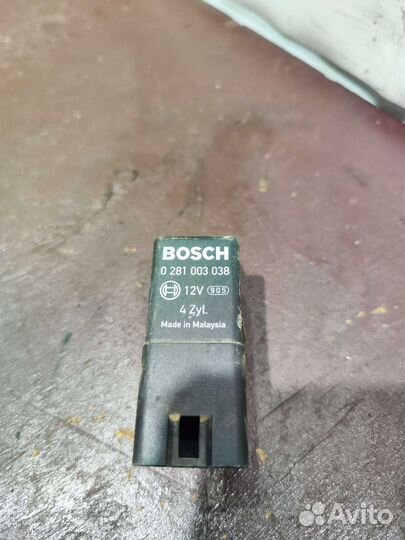 BOSCH
0 281 003 038
12V 905
4 Zyl.
Made in Malaysia
Avito